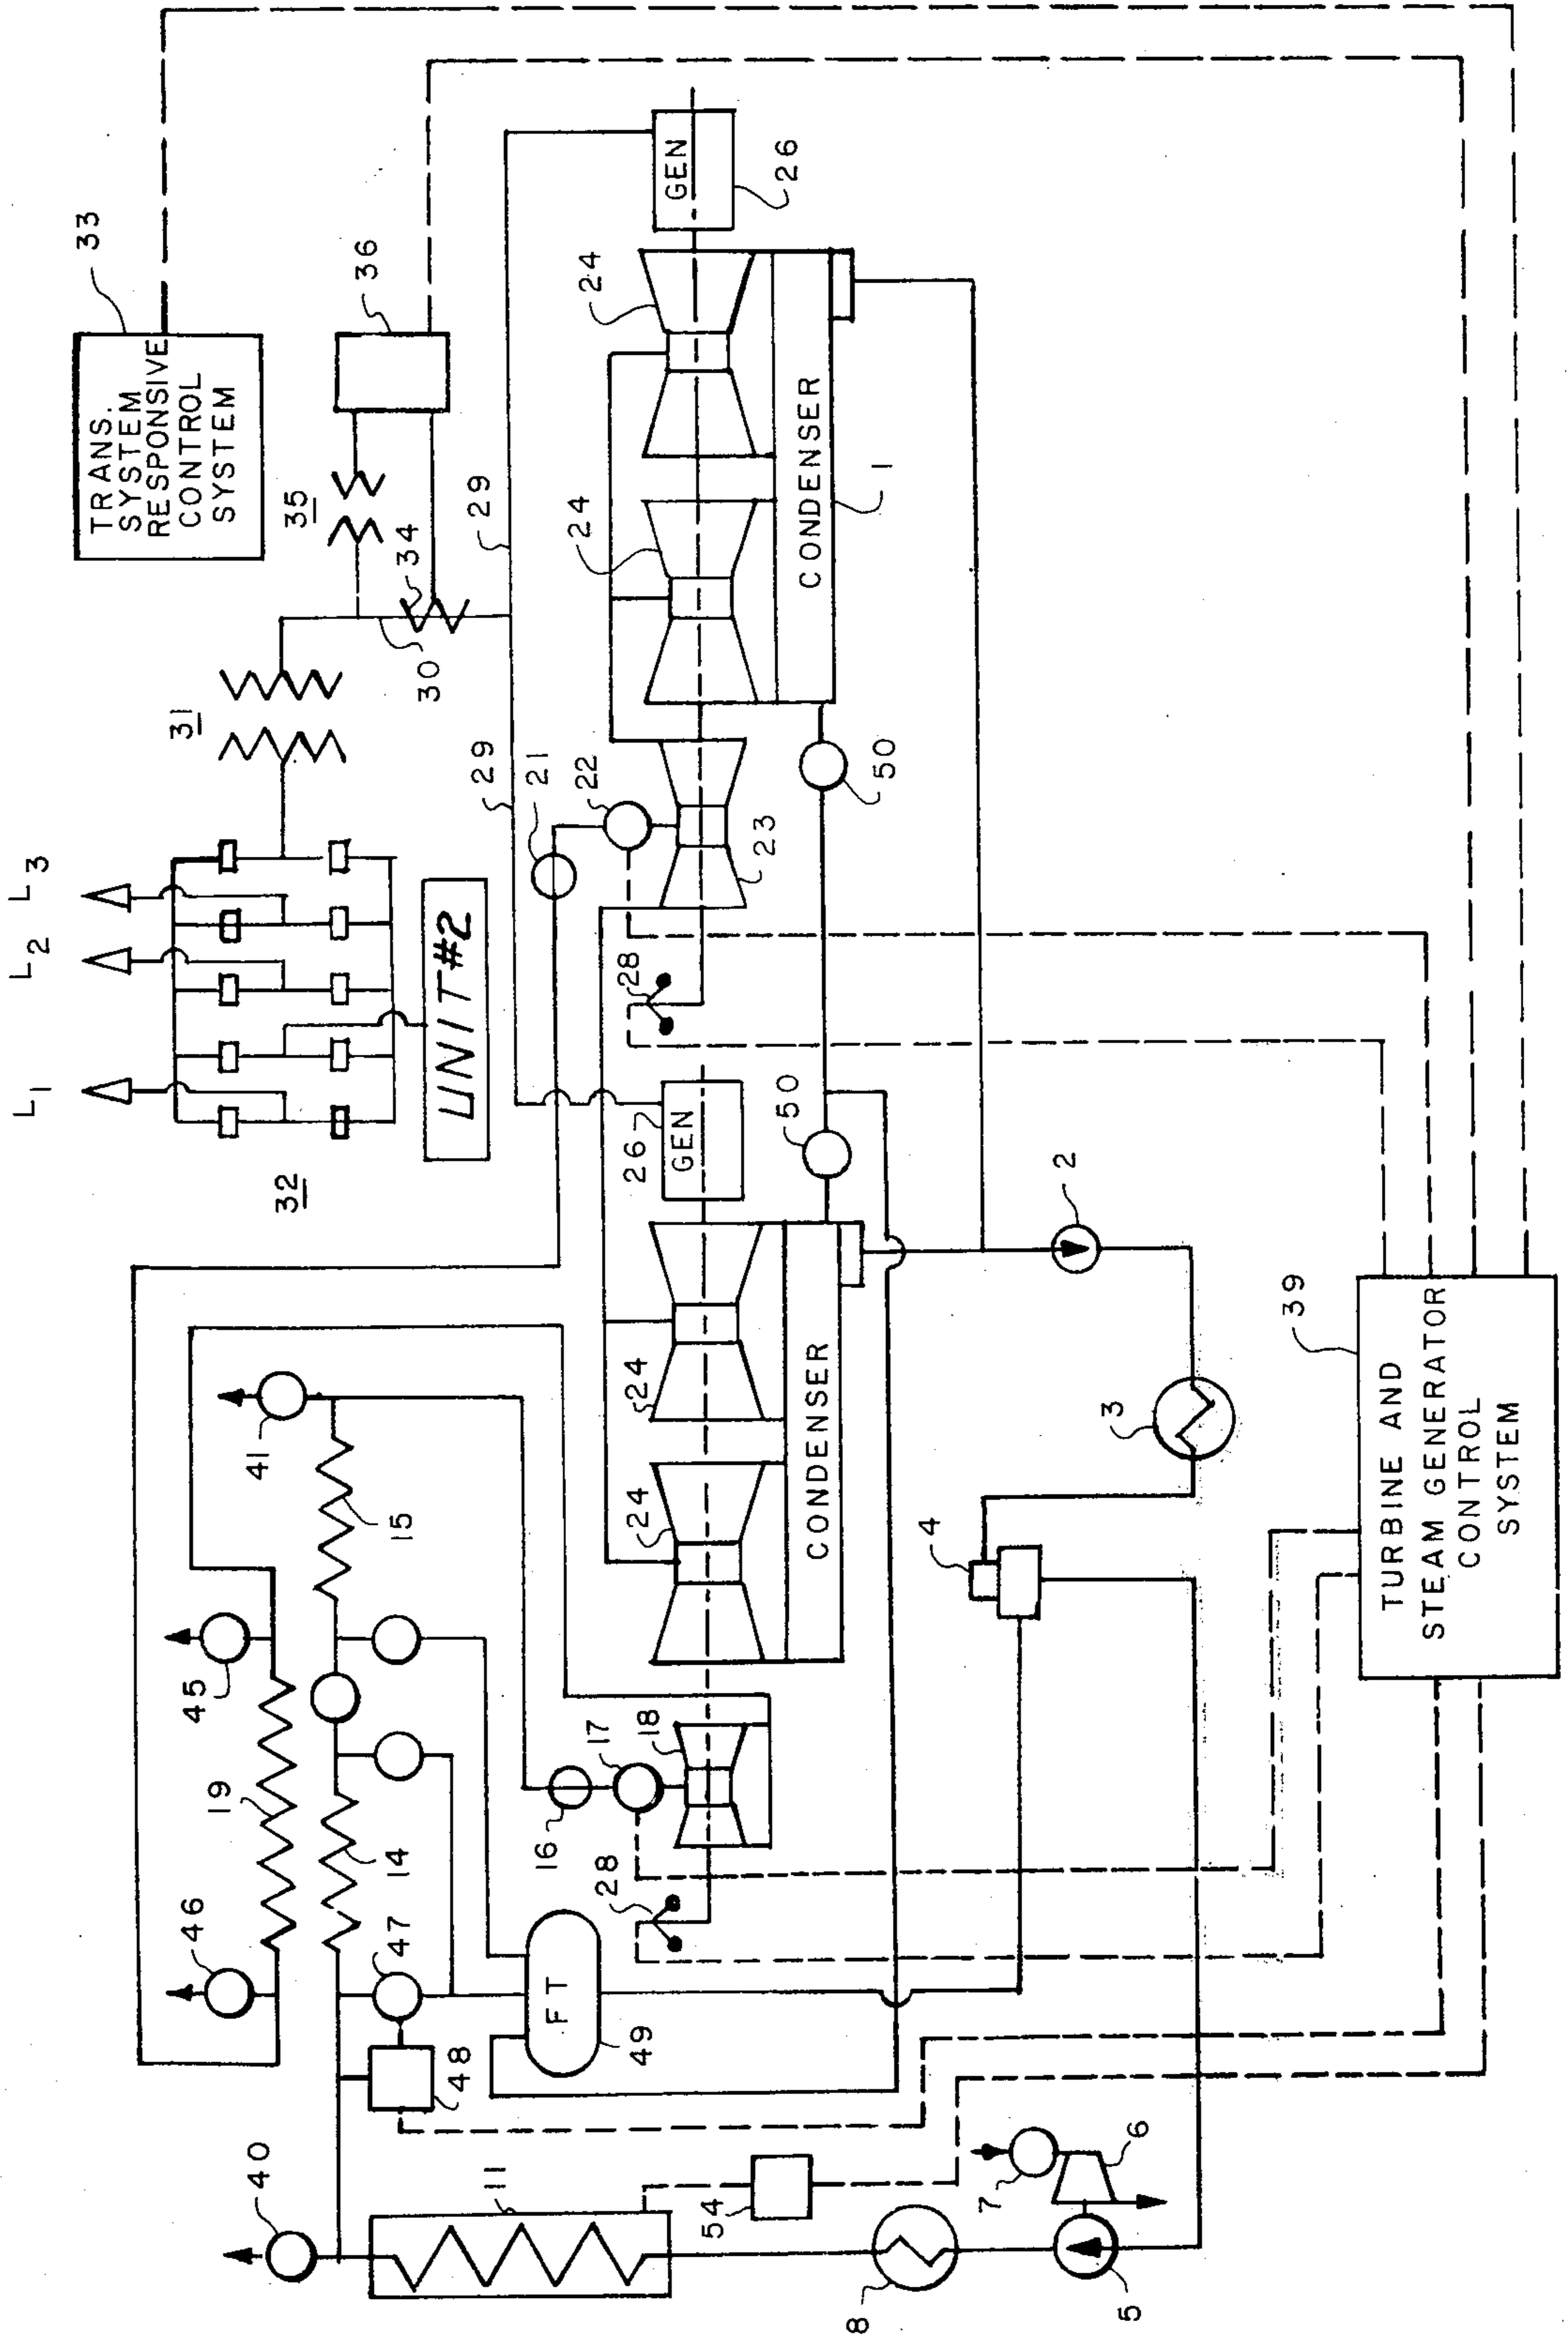 L1
L2
L3
33
TRANS.
SYSTEM
RESPONSIVE
CONTROL
SYSTEM
46
45
31
19
40
41
32
35
36
14
15
47
34
30
UNIT#2
48
29
29
11
21
16
FT
24
22
24
17
28
28
26
24
24
49
18
GEN
GEN
54
23
26
50
CONDENSER
CONDENSER
8
1
50
4
7
2
3
5
6
39
TURBINE AND
STEAM GENERATOR
CONTROL
SYSTEM